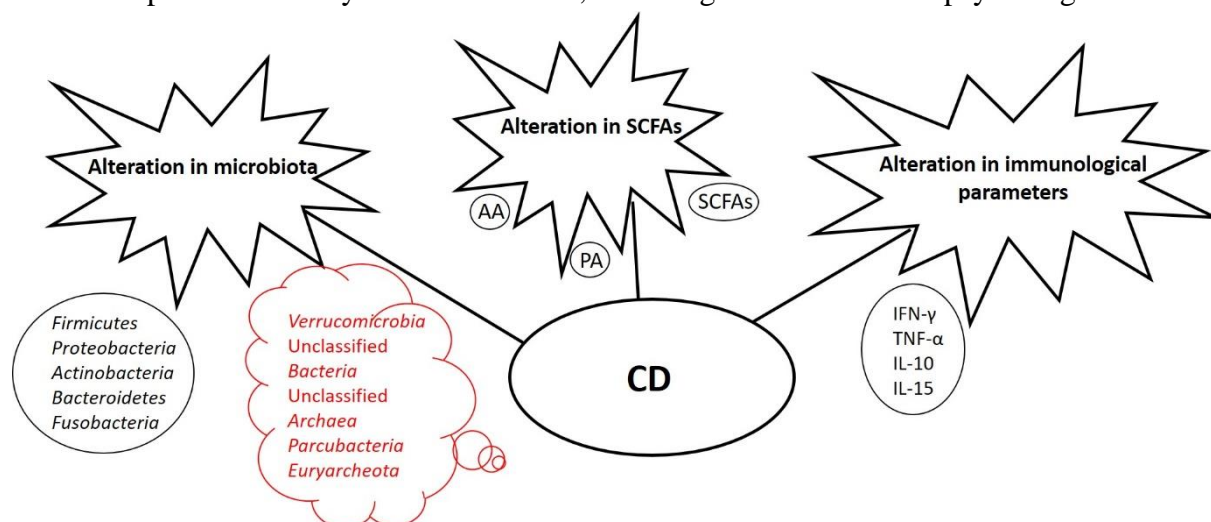 Alteration in microbiota
Alteration in SCFAs
Alteration in immunological
parameters
AA
PA
SCFAs
Firmicutes
Proteobacteria
Actinobacteria
Bacteroidetes
Fusobacteria
Verrucomicrobia
Unclassified
Bacteria
Unclassified
Archaea
Parcubacteria
Euryarcheota
CD
IFN-γ
TNF-α
IL-10
IL-15